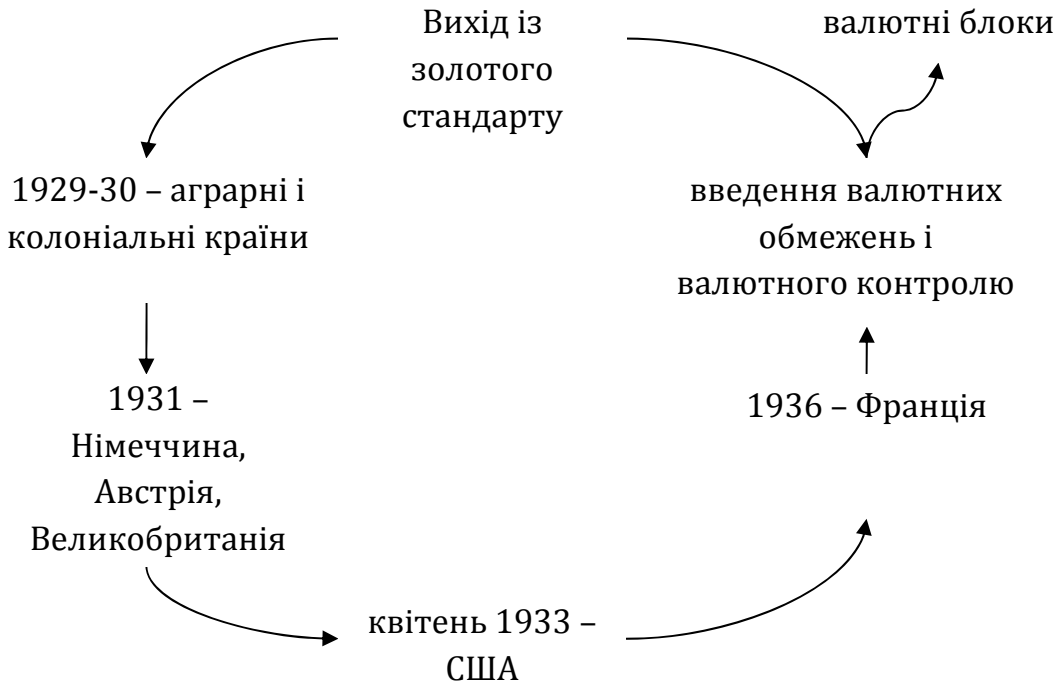 Вихід із
золотого
стандарту
валютні блоки
1929-30 – аграрні і
колоніальні країни
введення валютних
обмежень і
валютного контролю
1931 –
Німеччина,
Австрія,
Великобританія
1936 – Франція
квітень 1933 –
США